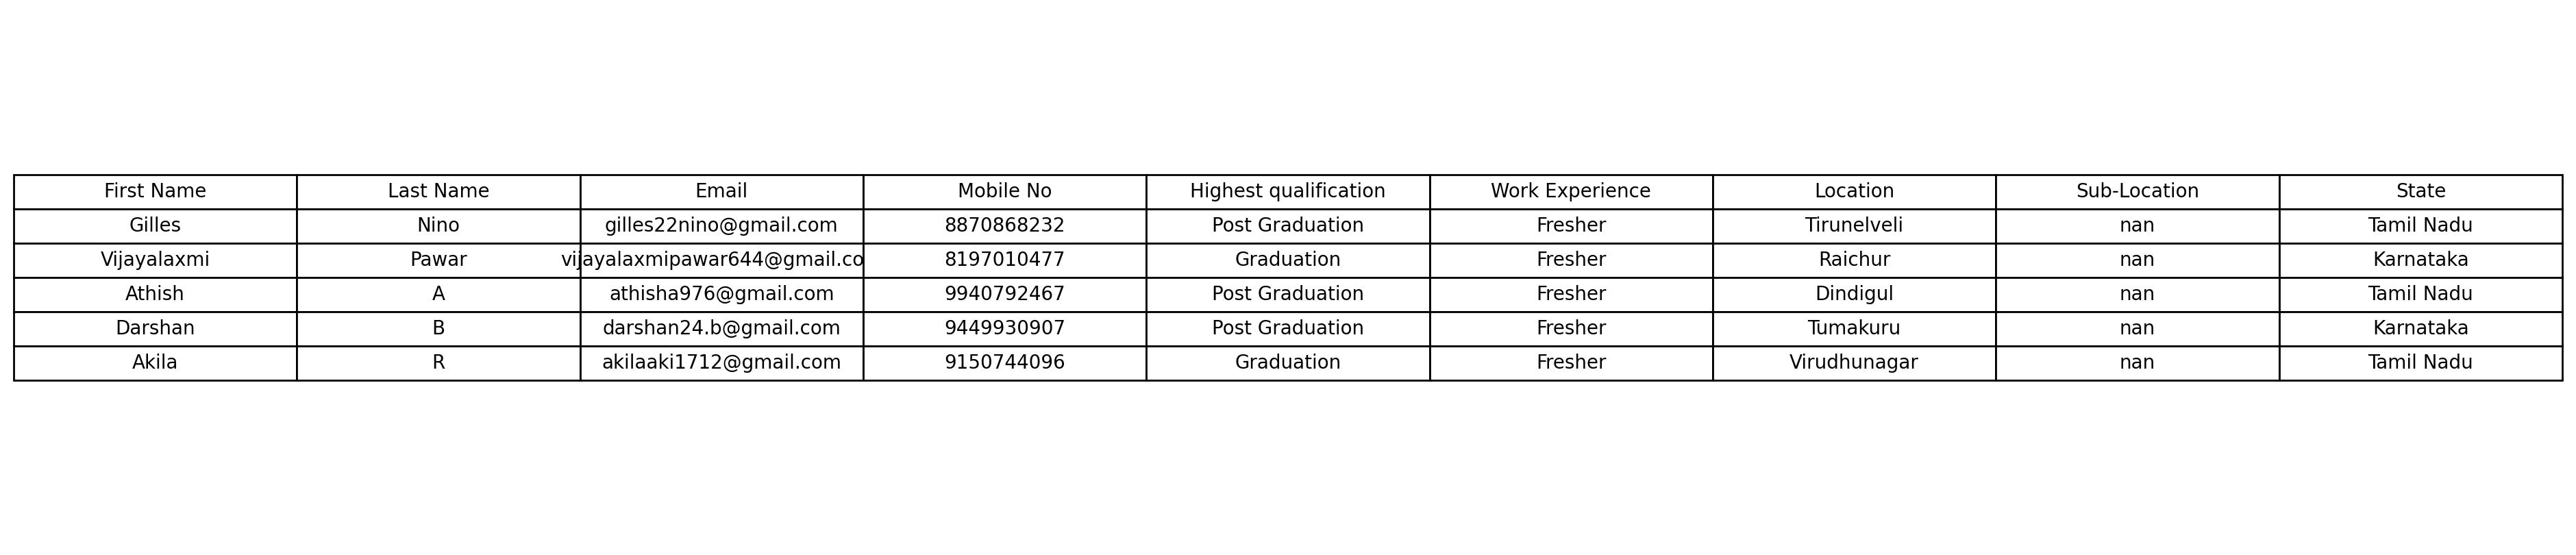 First Name Last Name Email Mobile No Highest qualification Work Experience Location Sub-Location State
Gilles Nino gilles22nino@gmail.com 8870868232 Post Graduation Fresher Tirunelveli nan Tamil Nadu
Vijayalaxmi Pawar vijayalaxmipawar644@gmail.co 8197010477 Graduation Fresher Raichur nan Karnataka
Athish A athisha976@gmail.com 9940792467 Post Graduation Fresher Dindigul nan Tamil Nadu
Darshan B darshan24.b@gmail.com 9449930907 Post Graduation Fresher Tumakuru nan Karnataka
Akila R akilaaki1712@gmail.com 9150744096 Graduation Fresher Virudhunagar nan Tamil Nadu